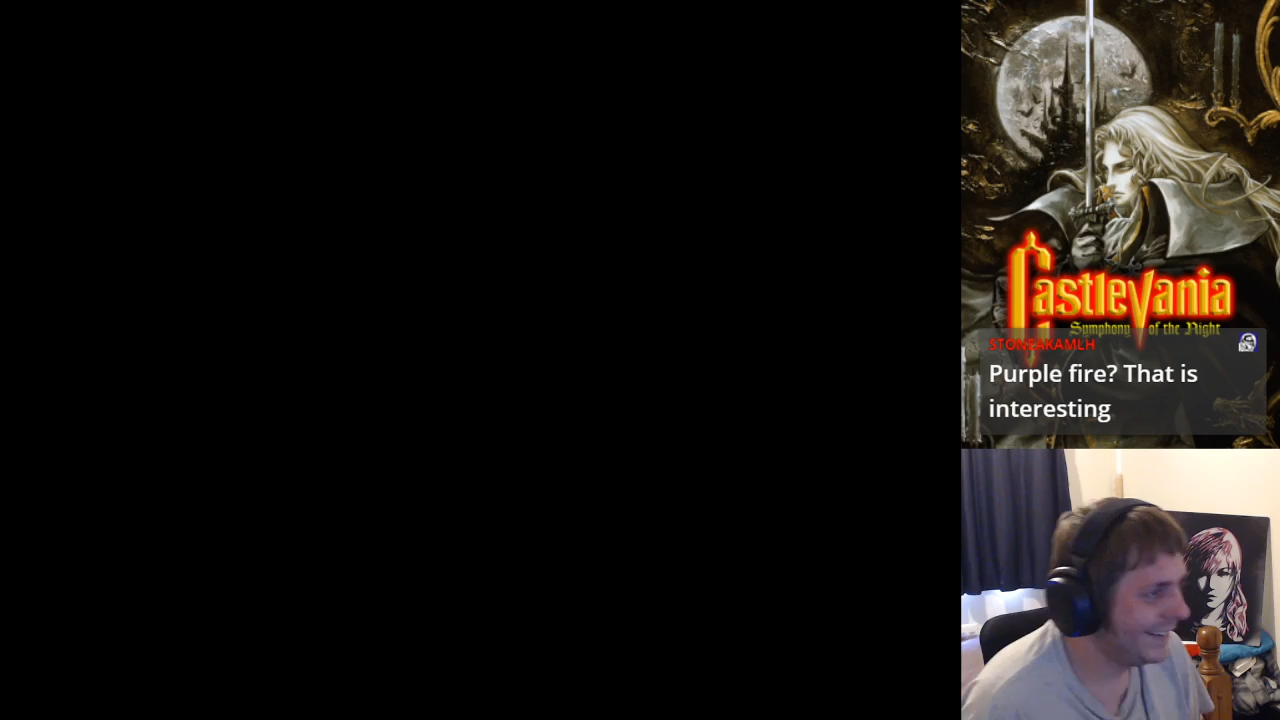 Castlevania
Symphony of the Night
STONEAKAMLH
Purple fire? That is
interesting